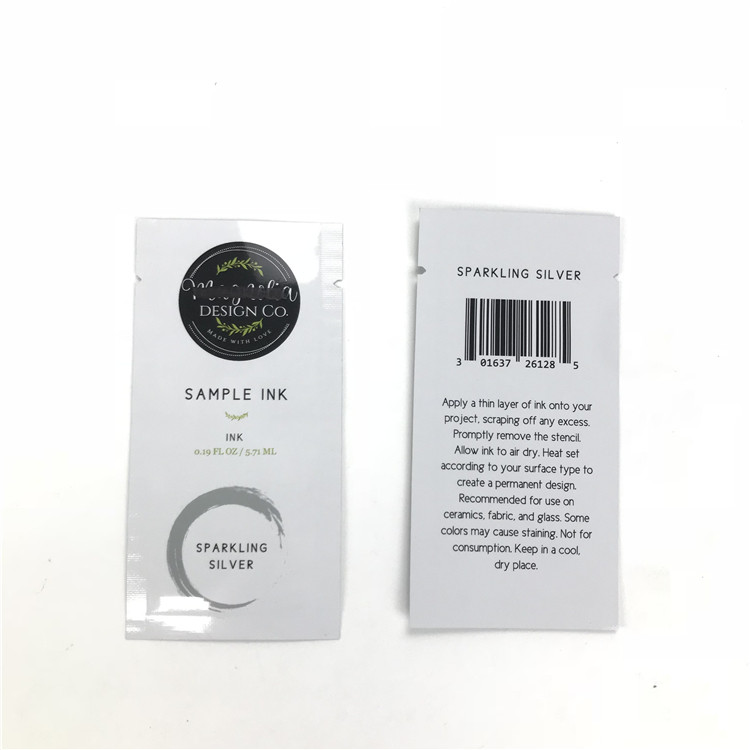 Magnolia
DESIGN CO.
MADE WITH LOVE
SAMPLE INK
INK
0.19 FL OZ / 5.71 ML
SPARKLING
SILVER
SPARKLING SILVER
3 01637 26128 5
Apply a thin layer of ink onto your
project, scraping off any excess.
Promptly remove the stencil.
Allow ink to air dry. Heat set
according to your surface type to
create a permanent design.
Recommended for use on
ceramics, fabric, and glass. Some
colors may cause staining. Not for
consumption. Keep in a cool,
dry place.